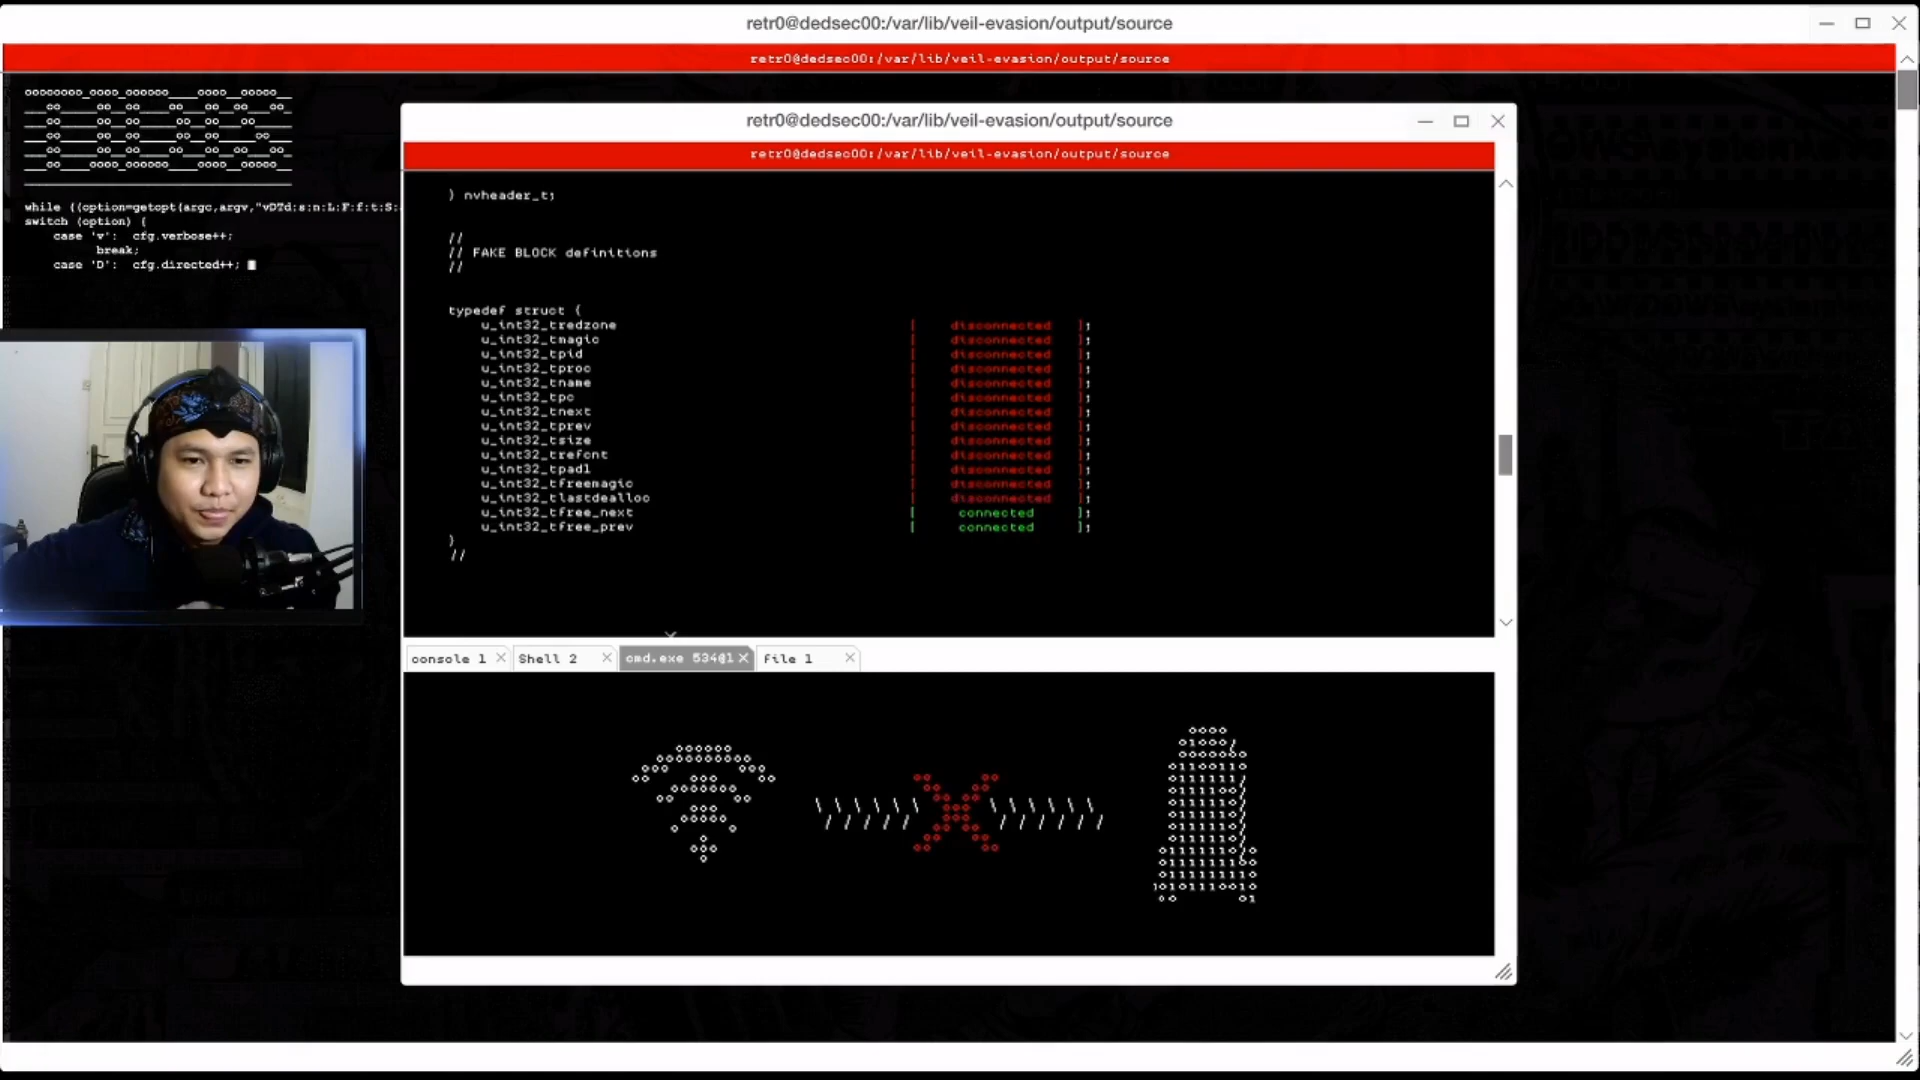 retr0@dedsec00:/var/lib/veil-evasion/output/source
retr0@dedsec00:/var/lib/veil-evasion/output/source
while ((option=getopt(argc,argv,"vDTd:s:n:L:F:f:t:S:
switch (option) {
case 'v': cfg.verbose++;
break;
case 'D': cfg.directed++;
retr0@dedsec00:/var/lib/veil-evasion/output/source
retr0@dedsec00:/var/lib/veil-evasion/output/source
} nvheader_t;
//
// FAKE BLOCK definitions
//
typedef struct {
u_int32_tredzone [ disconnected ];
u_int32_tmagic [ disconnected ];
u_int32_tpid [ disconnected ];
u_int32_tproc [ disconnected ];
u_int32_tname [ disconnected ];
u_int32_tpc [ disconnected ];
u_int32_tnext [ disconnected ];
u_int32_tprev [ disconnected ];
u_int32_tsize [ disconnected ];
u_int32_trefcnt [ disconnected ];
u_int32_tpad1 [ disconnected ];
u_int32_tfreemagic [ disconnected ];
u_int32_tlastdealloc [ disconnected ];
u_int32_tfree_next [ connected ];
u_int32_tfree_prev [ connected ];
}
//
console 1
Shell 2
cmd.exe 534@1
File 1